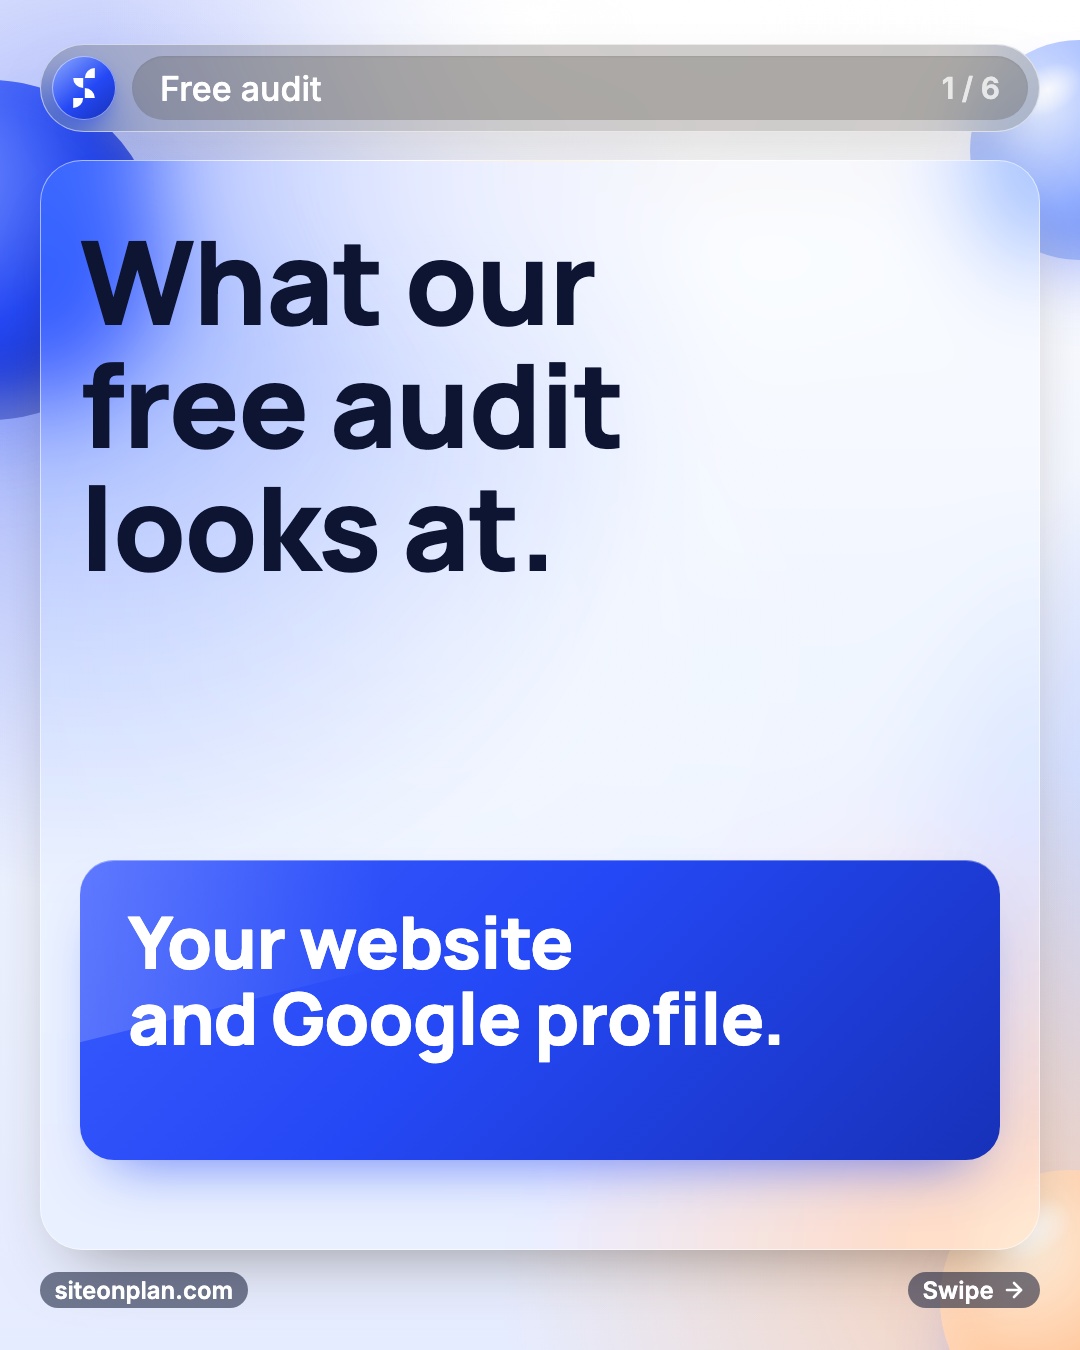 Free audit
1 / 6
What our
free audit
looks at.
Your website
and Google profile.
siteonplan.com
Swipe →